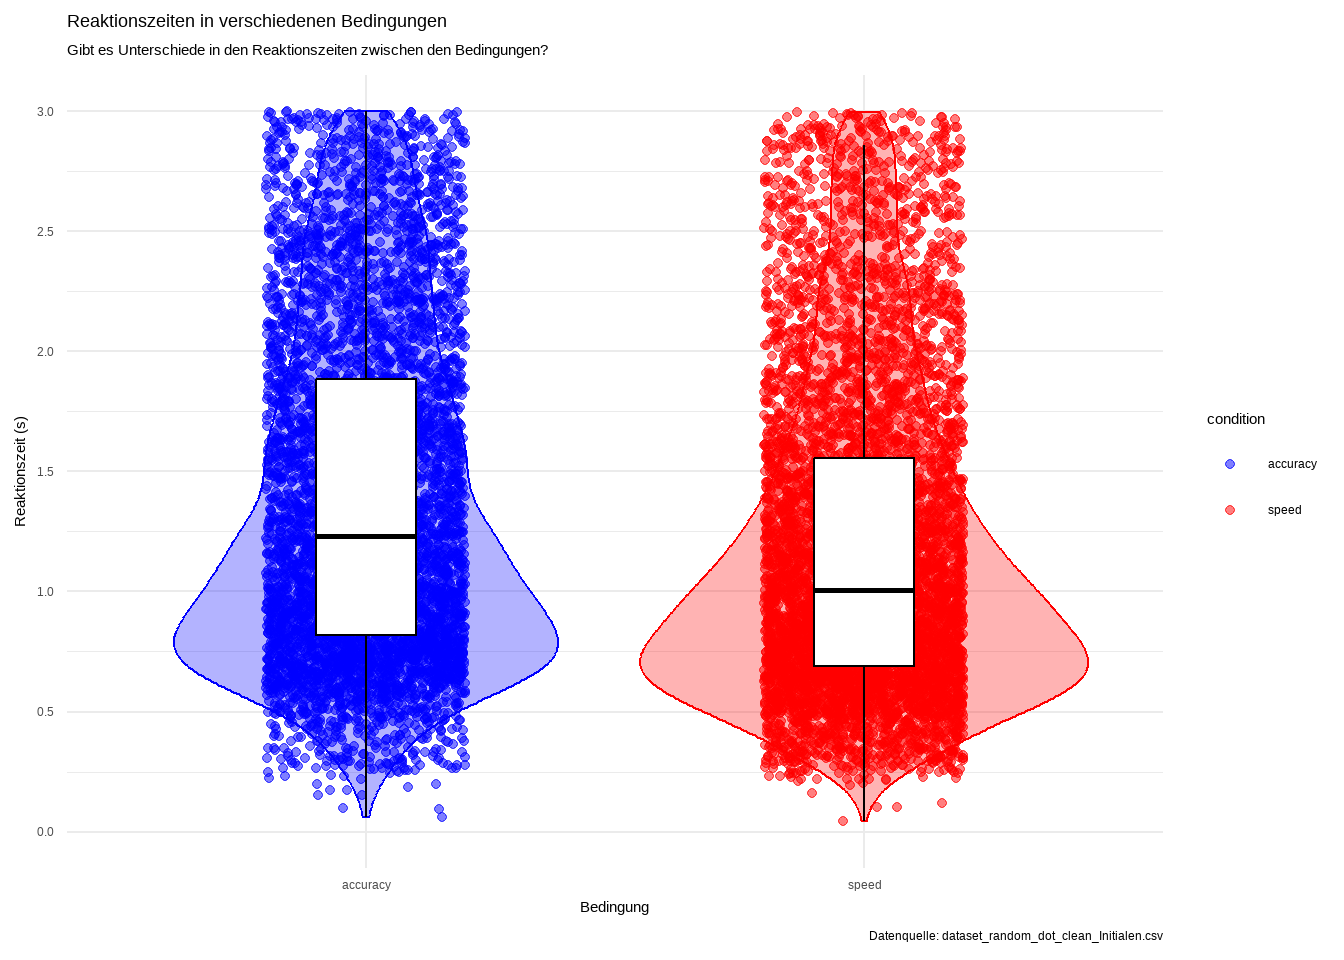 Reaktionszeiten in verschiedenen Bedingungen
Gibt es Unterschiede in den Reaktionszeiten zwischen den Bedingungen?
3.0
2.5
2.0
1.5
1.0
0.5
0.0
Reaktionszeit (s)
accuracy
speed
Bedingung
condition
accuracy
speed
Datenquelle: dataset_random_dot_clean_Initialen.csv